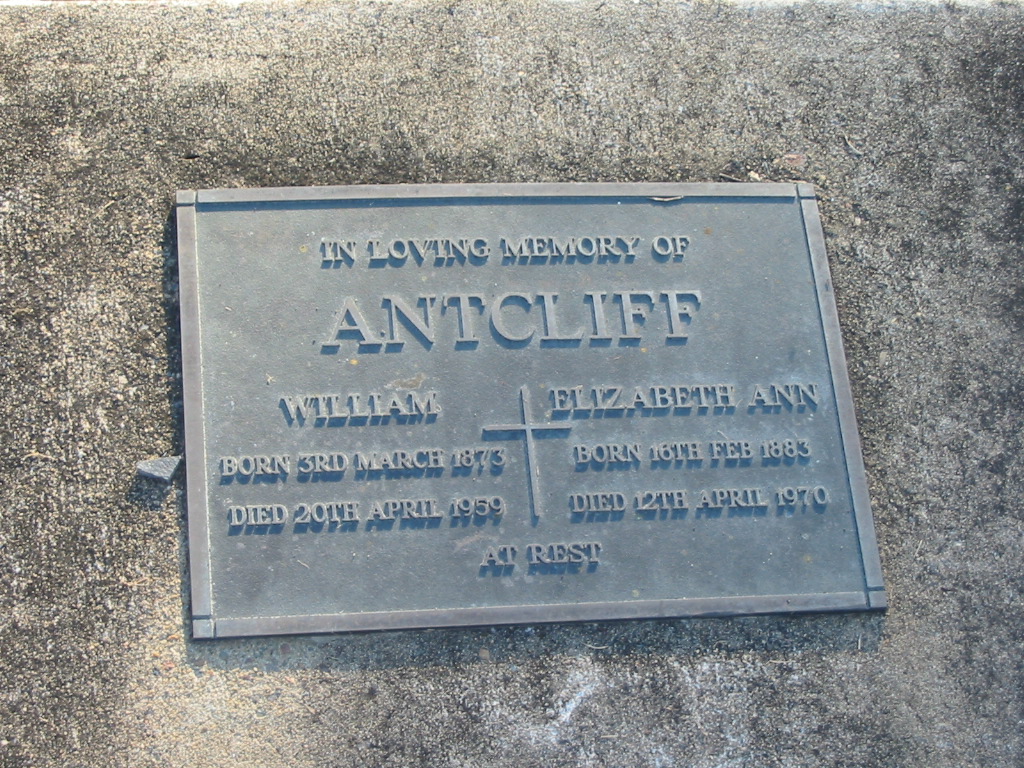 IN LOVING MEMORY OF
ANTCLIFF
WILLIAM
BORN 3RD MARCH 1873
DIED 20TH APRIL 1959
ELIZABETH ANN
BORN 16TH FEB 1883
DIED 12TH APRIL 1970
AT REST